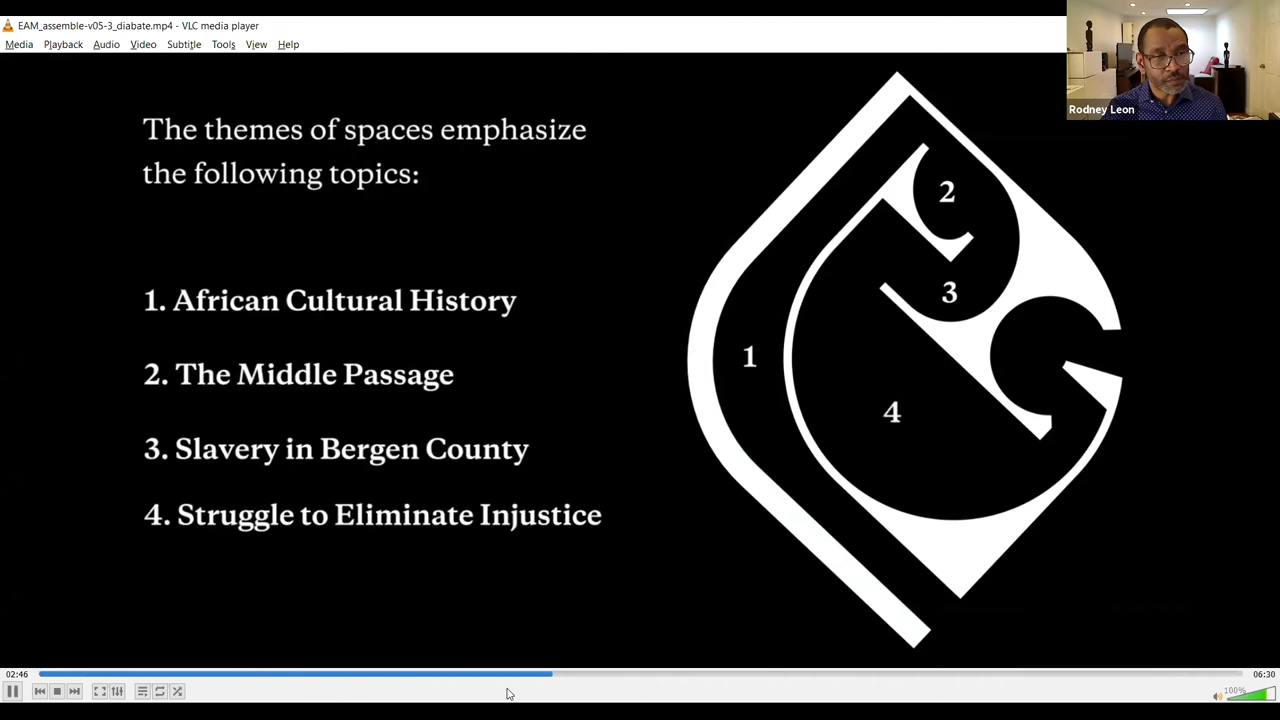 EAM_assemble-v05-3_diabate.mp4 - VLC media player
Media Playback Audio Video Subtitle Tools View Help
Rodney Leon
The themes of spaces emphasize
the following topics:
1. African Cultural History
2. The Middle Passage
3. Slavery in Bergen County
4. Struggle to Eliminate Injustice
2
3
1
4
02:46
06:30
100%